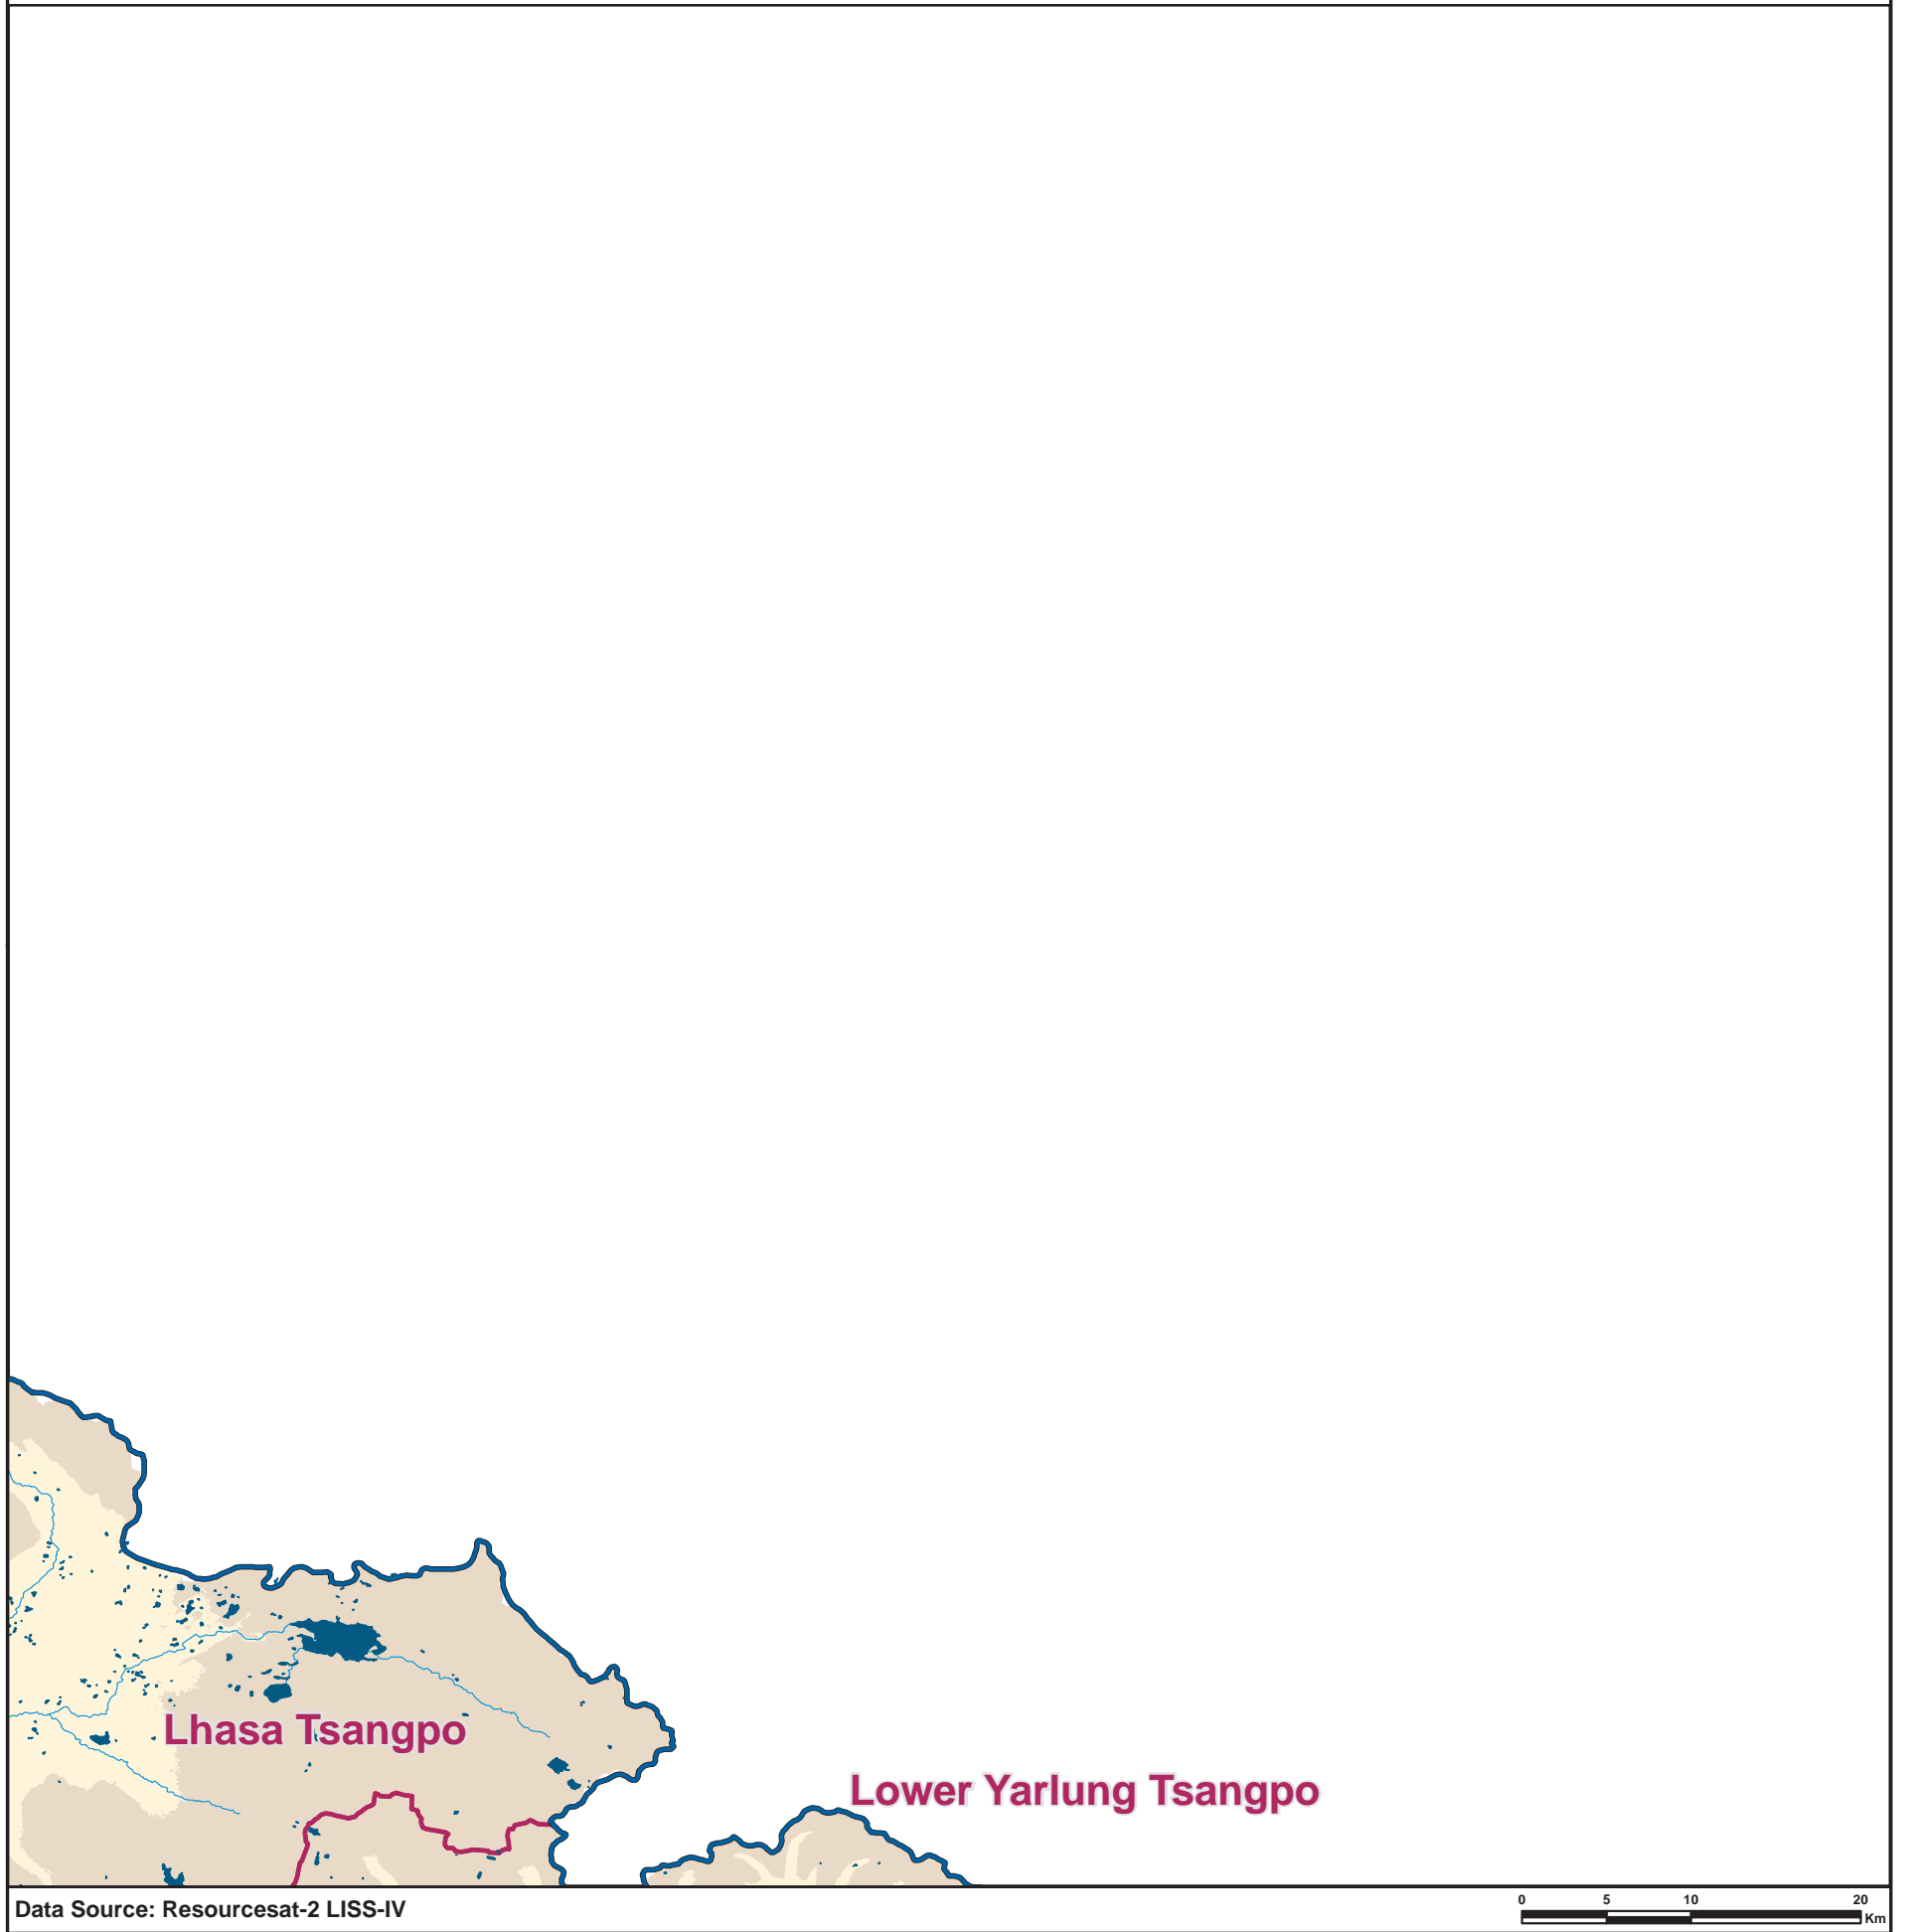 Lhasa Tsangpo
Lower Yarlung Tsangpo
Data Source: Resourcesat-2 LISS-IV
0 5 10 20
Km